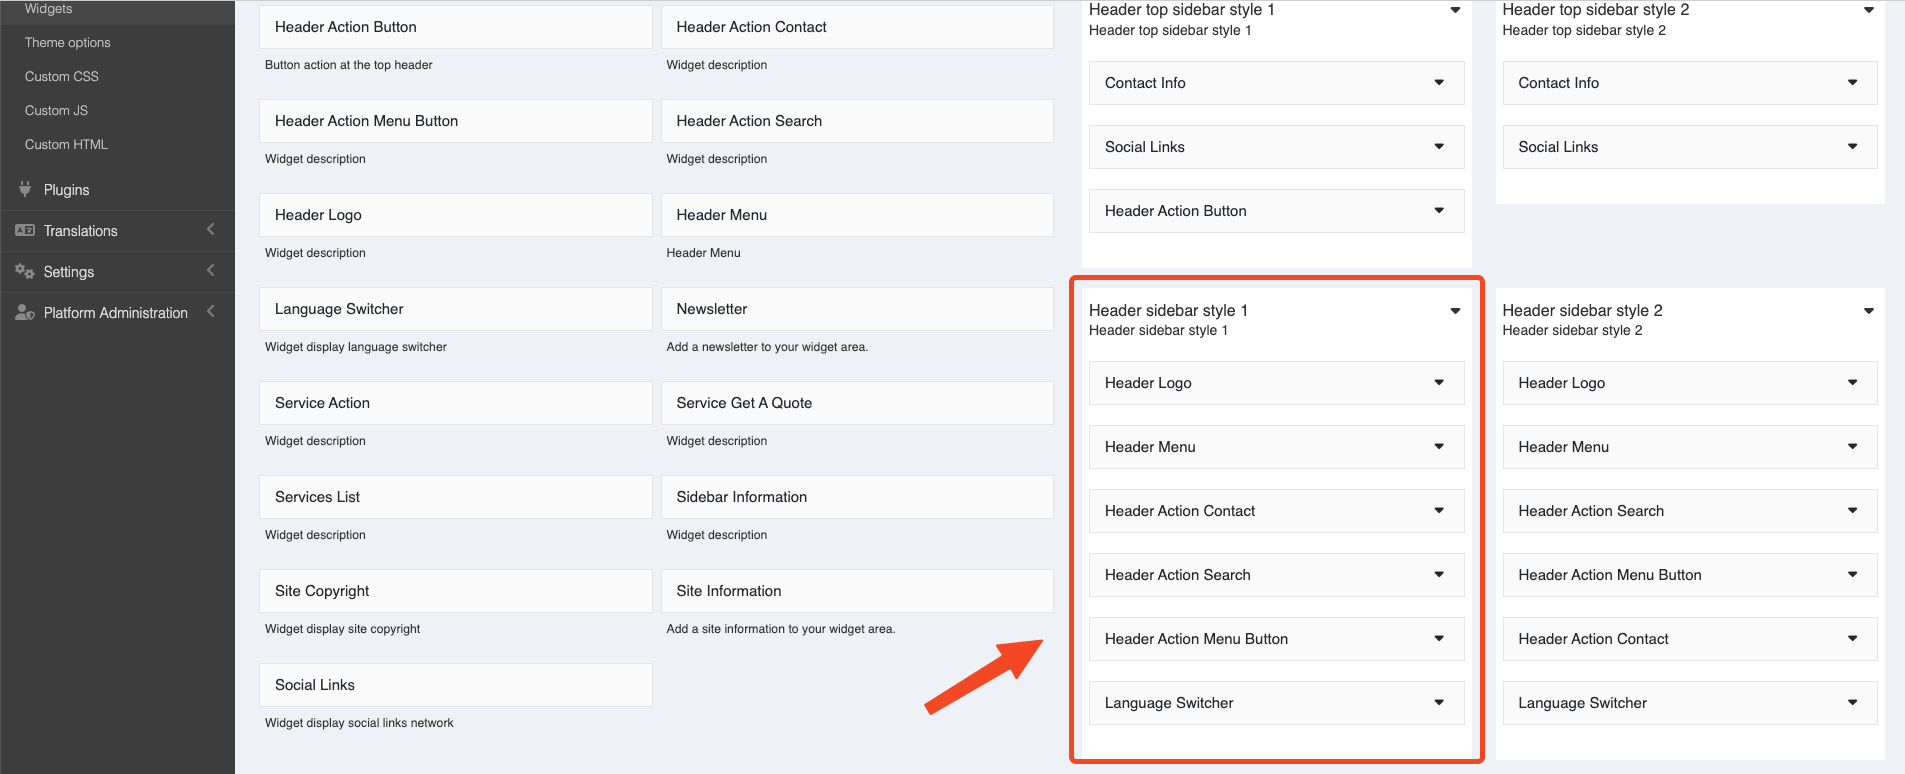 Widgets
Theme options
Custom CSS
Custom JS
Custom HTML
Plugins
Translations
Settings
Platform Administration
Header Action Button
Button action at the top header
Header Action Contact
Widget description
Header Action Menu Button
Widget description
Header Action Search
Widget description
Header Logo
Widget description
Header Menu
Header Menu
Language Switcher
Widget display language switcher
Newsletter
Add a newsletter to your widget area.
Service Action
Widget description
Service Get A Quote
Widget description
Services List
Widget description
Sidebar Information
Widget description
Site Copyright
Widget display site copyright
Site Information
Add a site information to your widget area.
Social Links
Widget display social links network
Header top sidebar style 1
Header top sidebar style 1
Contact Info
Social Links
Header Action Button
Header top sidebar style 2
Header top sidebar style 2
Contact Info
Social Links
Header sidebar style 1
Header sidebar style 1
Header Logo
Header Menu
Header Action Contact
Header Action Search
Header Action Menu Button
Language Switcher
Header sidebar style 2
Header sidebar style 2
Header Logo
Header Menu
Header Action Search
Header Action Menu Button
Header Action Contact
Language Switcher